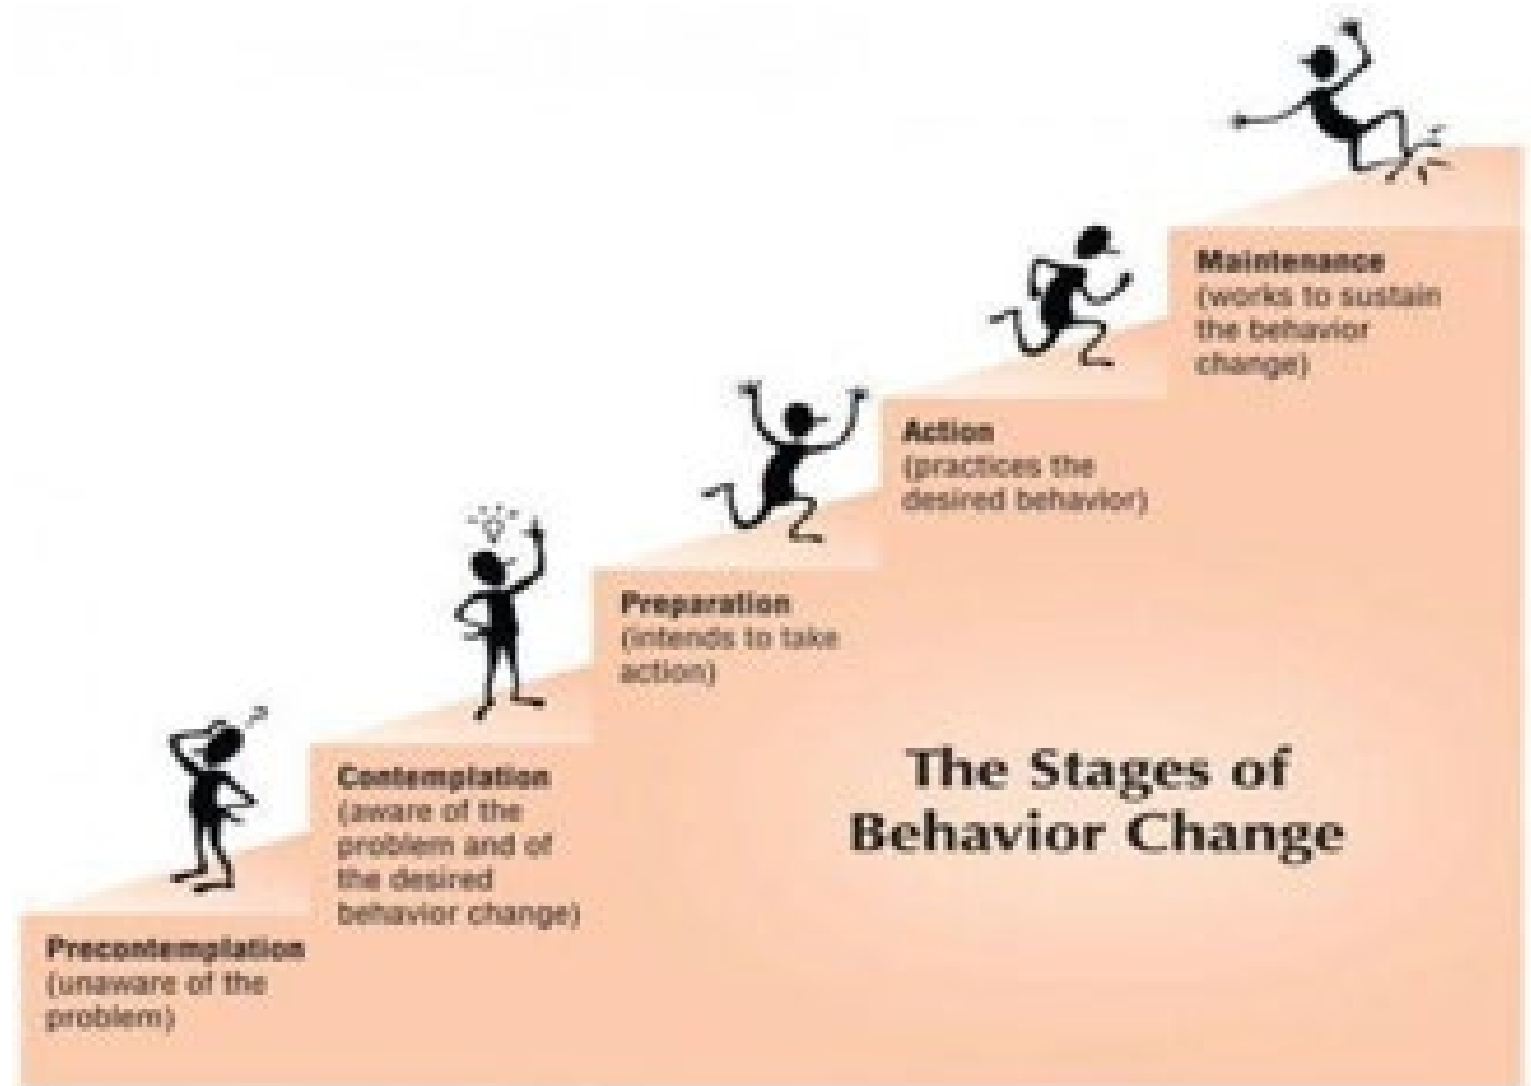 Maintenance
(works to sustain
the behavior
change)
Action
(practices the
desired behavior)
Preparation
(intends to take
action)
Contemplation
(aware of the
problem and of
the desired
behavior change)
Precontemplation
(unaware of the
problem)
The Stages of
Behavior Change